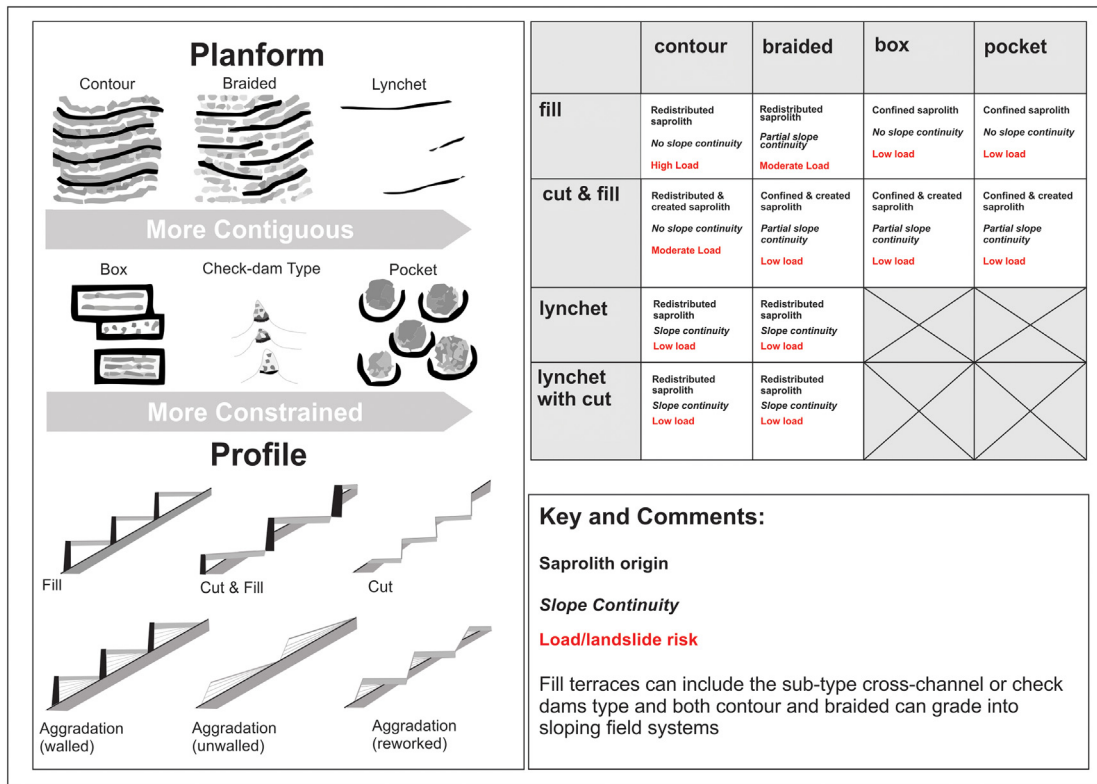 Planform
Contour
Braided
Lynchet
More Contiguous
Box
Check-dam Type
Pocket
More Constrained
Profile
Fill
Cut & Fill
Cut
Aggradation
(walled)
Aggradation
(unwalled)
Aggradation
(reworked)
contour
braided
box
pocket
fill
Redistributed
saprolith
No slope continuity
High Load
Redistributed
saprolith
Partial slope
continuity
Moderate Load
Confined saprolith
No slope continuity
Low load
Confined saprolith
No slope continuity
Low load
cut & fill
Redistributed &
created saprolith
No slope continuity
Moderate Load
Confined & created
saprolith
Partial slope
continuity
Low load
Confined & created
saprolith
Partial slope
continuity
Low load
Confined & created
saprolith
Partial slope
continuity
Low load
lynchet
Redistributed
saprolith
Slope continuity
Low load
Redistributed
saprolith
Slope continuity
Low load
lynchet
with cut
Redistributed
saprolith
Slope continuity
Low load
Redistributed
saprolith
Slope continuity
Low load
Key and Comments:
Saprolith origin
Slope Continuity
Load/landslide risk
Fill terraces can include the sub-type cross-channel or check
dams type and both contour and braided can grade into
sloping field systems